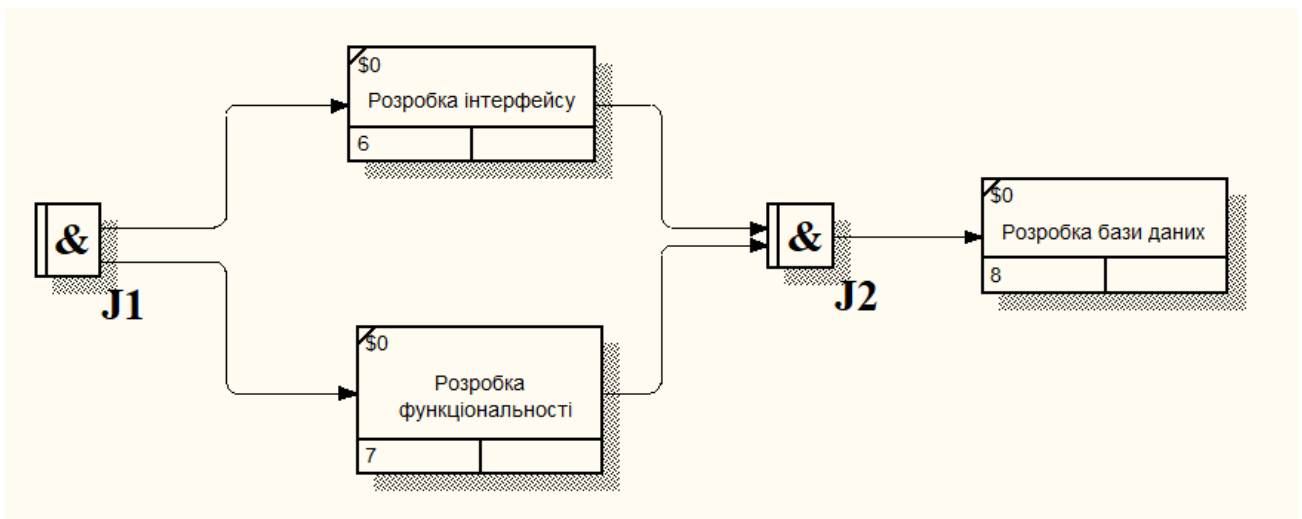 $0
Розробка інтерфейсу
6
&
J1
$0
Розробка
функціональності
7
&
J2
$0
Розробка бази даних
8